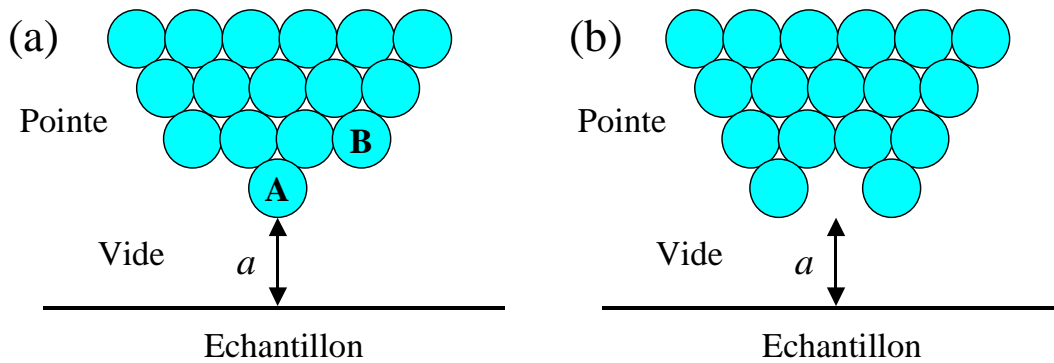 (a)
Pointe
B
A
Vide
a
Echantillon
(b)
Pointe
Vide
a
Echantillon